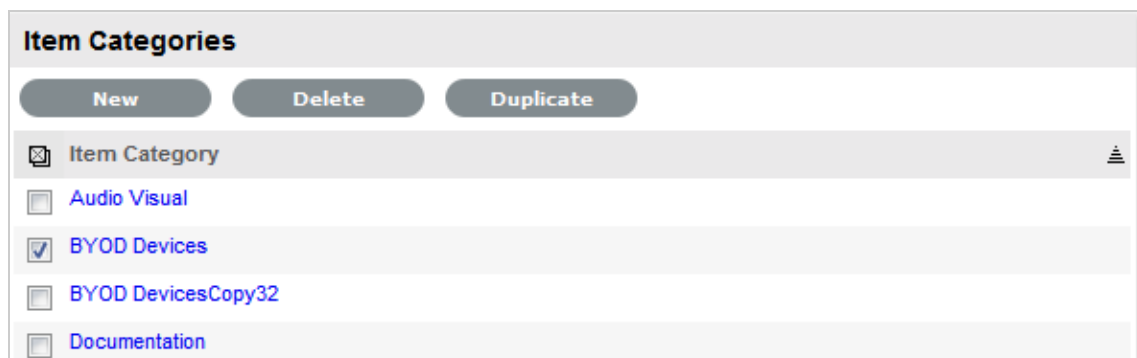 Item Categories
New Delete Duplicate
Item Category
Audio Visual
BYOD Devices
BYOD DevicesCopy32
Documentation